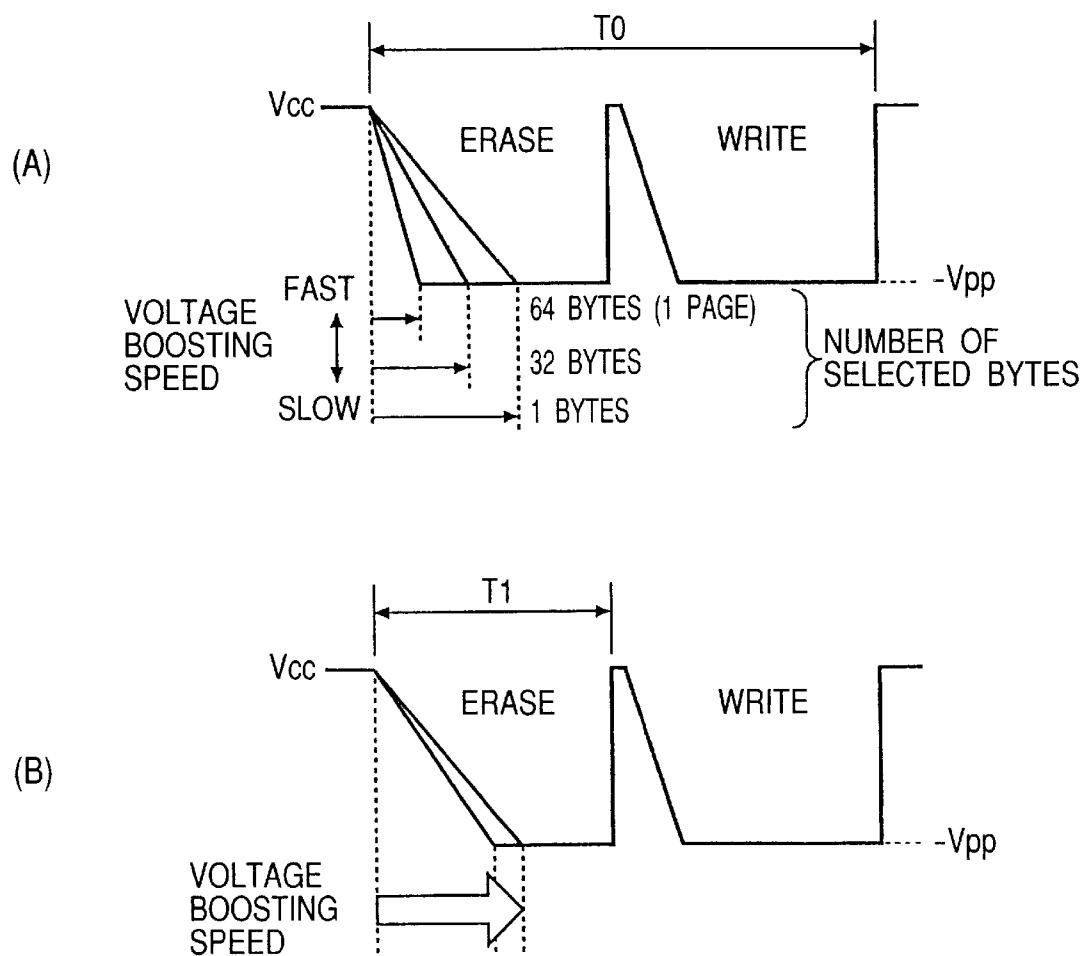 T0
Vcc
ERASE
WRITE
(A)
-Vpp
FAST
VOLTAGE
BOOSTING
SPEED
SLOW
64 BYTES (1 PAGE)
32 BYTES
1 BYTES
NUMBER OF
SELECTED BYTES
T1
Vcc
ERASE
WRITE
(B)
-Vpp
VOLTAGE
BOOSTING
SPEED